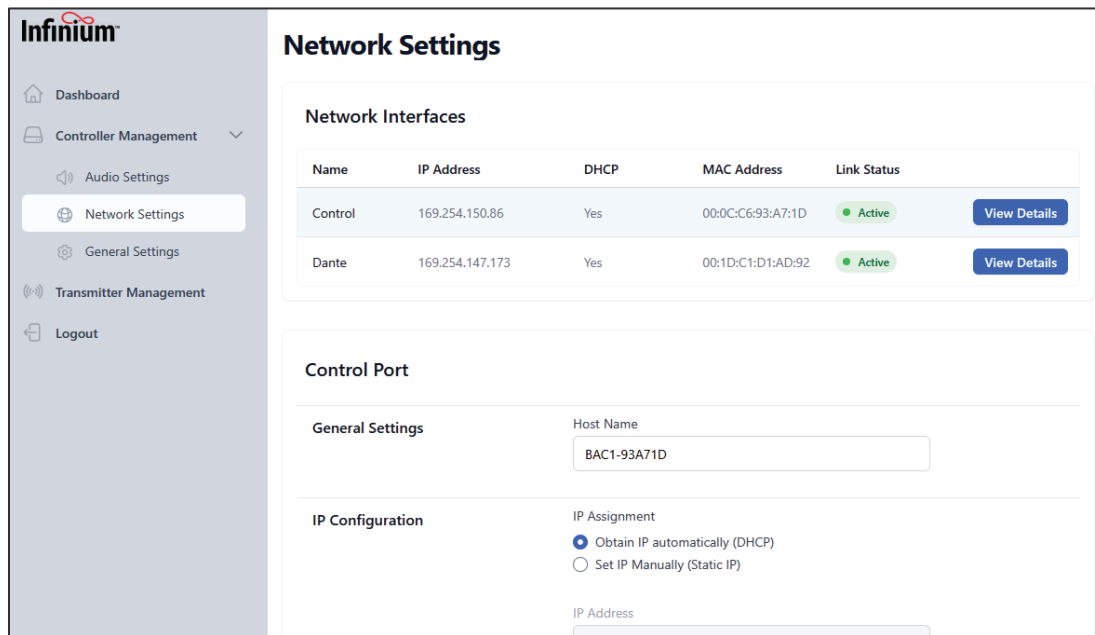 Infinium™
Dashboard
Controller Management
Audio Settings
Network Settings
General Settings
Transmitter Management
Logout
Network Settings
Network Interfaces
Name IP Address DHCP MAC Address Link Status
Control 169.254.150.86 Yes 00:0C:C6:93:A7:1D Active View Details
Dante 169.254.147.173 Yes 00:1D:C1:D1:AD:92 Active View Details
Control Port
General Settings
Host Name
BAC1-93A71D
IP Configuration
IP Assignment
Obtain IP automatically (DHCP)
Set IP Manually (Static IP)
IP Address